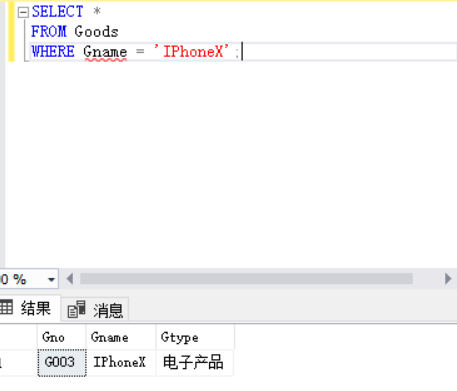 SELECT *
FROM Goods
WHERE Gname = 'IPhoneX';
0 %
结果 消息
Gno Gname Gtype
G003 IPhoneX 电子产品